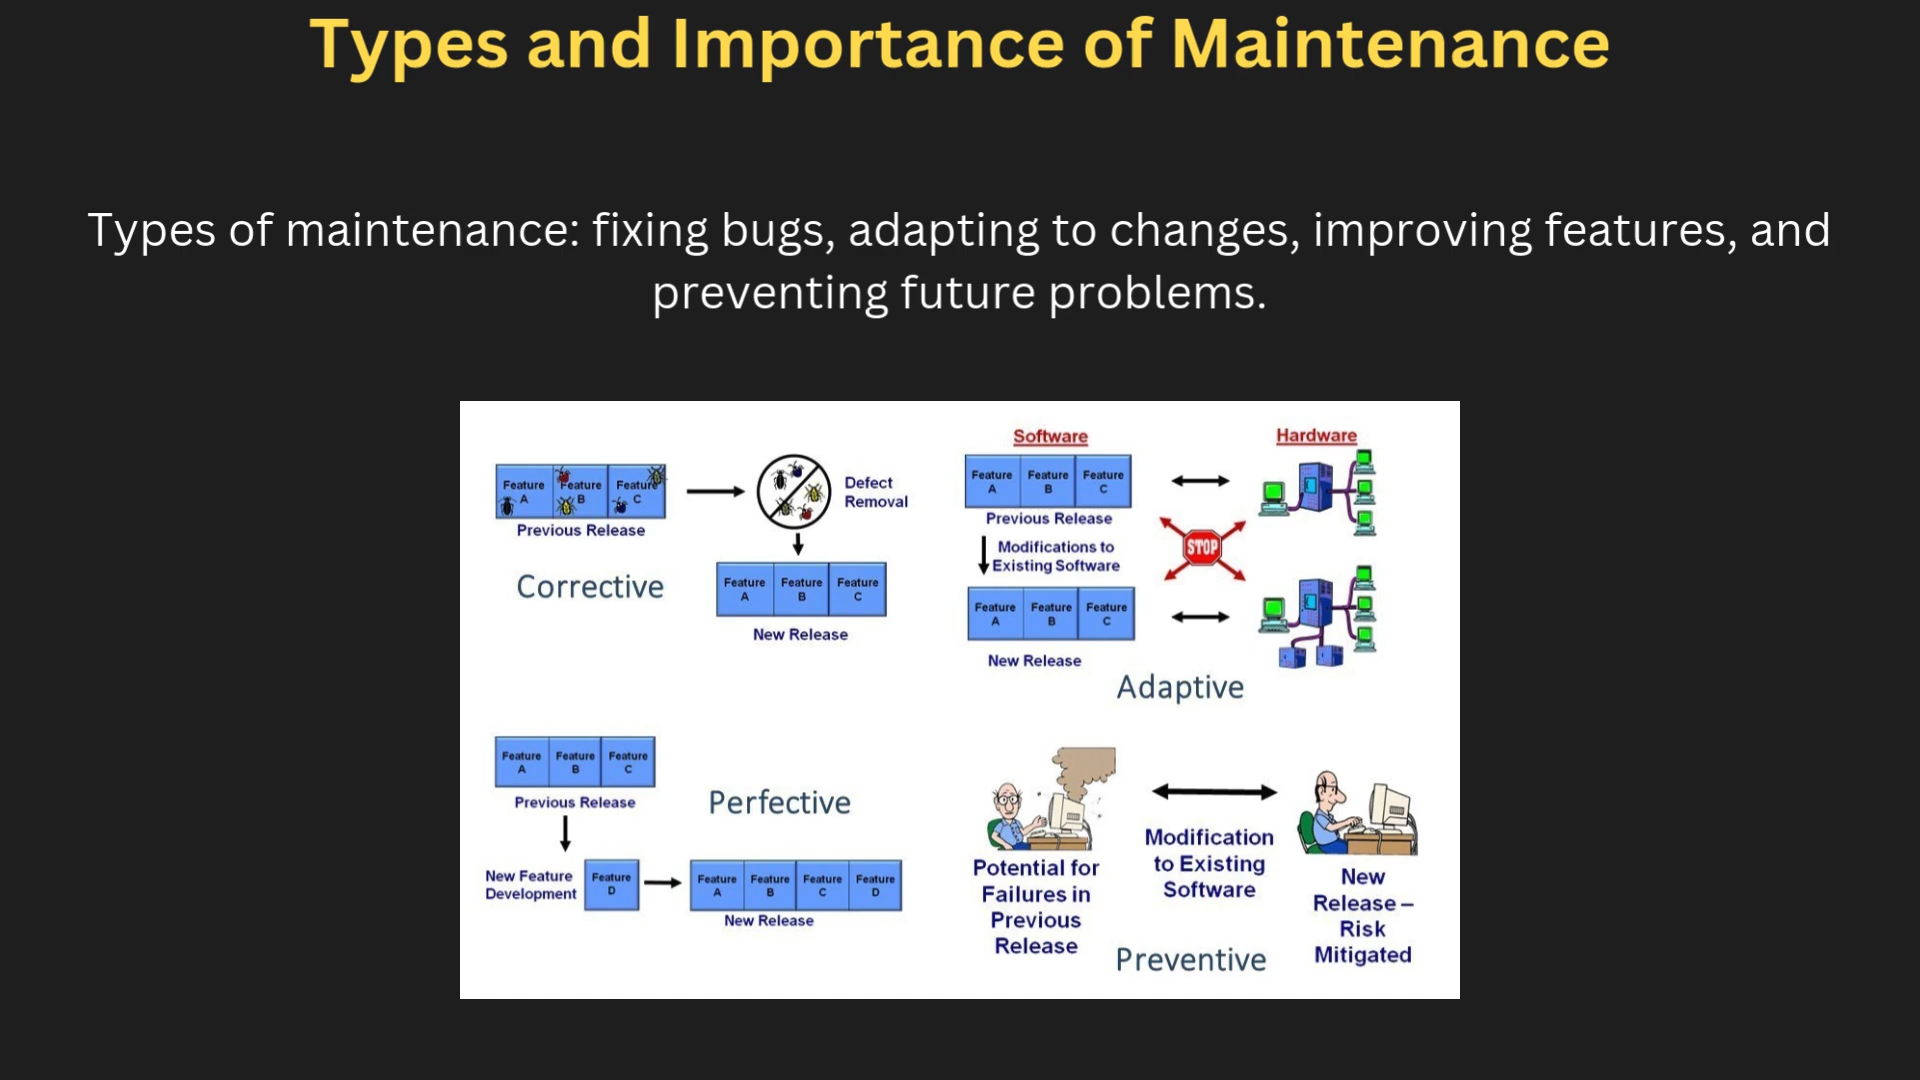 Types and Importance of Maintenance
Types of maintenance: fixing bugs, adapting to changes, improving features, and
preventing future problems.
Feature A
Feature B
Feature C
Previous Release
Defect
Removal
Feature A
Feature B
Feature C
New Release
Corrective
Software
Hardware
Feature A
Feature B
Feature C
Previous Release
Modifications to
Existing Software
STOP
Feature A
Feature B
Feature C
New Release
Adaptive
Feature A
Feature B
Feature C
Previous Release
Perfective
New Feature
Development
Feature D
Feature A
Feature B
Feature C
Feature D
New Release
Potential for
Failures in
Previous
Release
Modification
to Existing
Software
New
Release –
Risk
Mitigated
Preventive